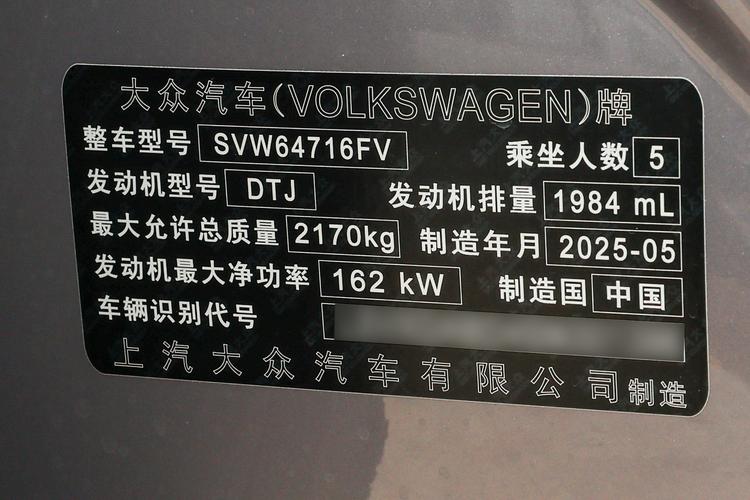 大众汽车(VOLKSWAGEN)牌
整车型号 SVW64716FV 乘坐人数 5
发动机型号 DTJ 发动机排量 1984 mL
最大允许总质量 2170kg 制造年月 2025-05
发动机最大净功率 162 kW 制造国 中国
车辆识别代号
上汽大众汽车有限公司制造